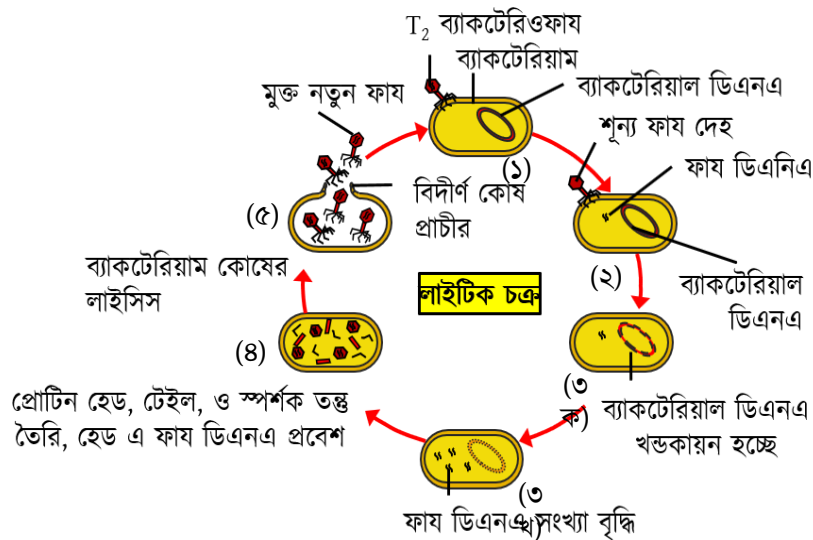 T2 ব্যাকটেরিওফায
ব্যাকটেরিয়াম
মুক্ত নতুন ফায
ব্যাকটেরিয়াল ডিএনএ
শূন্য ফায দেহ
(১)
ফায ডিএনিএ
বিদীর্ণ কোষ
প্রাচীর
(৫)
ব্যাকটেরিয়াম কোষের
লাইসিস
(২)
ব্যাকটেরিয়াল
ডিএনএ
লাইটিক চক্র
(৪)
(৩
ক)
প্রোটিন হেড, টেইল, ও স্পর্শক তন্তু
তৈরি, হেড এ ফায ডিএনএ প্রবেশ
ব্যাকটেরিয়াল ডিএনএ
খন্ডকায়ন হচ্ছে
(৩
খ)
ফায ডিএনএ সংখ্যা বৃদ্ধি